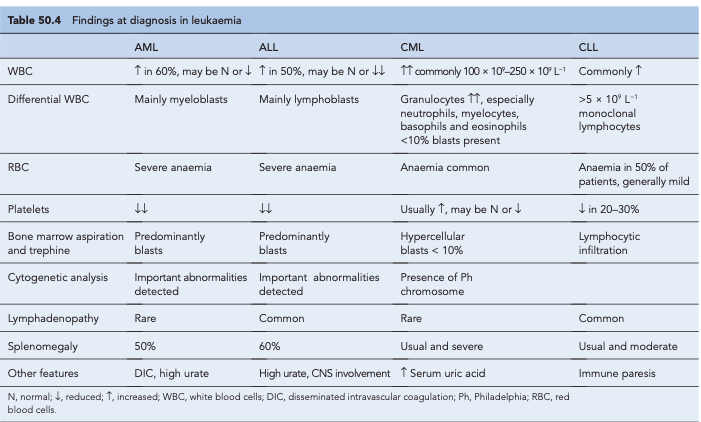 Table 50.4 Findings at diagnosis in leukaemia
AML ALL CML CLL
WBC ↑ in 60%, may be N or ↓ ↑ in 50%, may be N or ↓↓ ↑↑ commonly 100 × 10⁹–250 × 10⁹ L⁻¹ Commonly ↑
Differential WBC Mainly myeloblasts Mainly lymphoblasts Granulocytes ↑↑, especially >5 × 10⁹ L⁻¹
neutrophils, myelocytes, monoclonal
basophils and eosinophils lymphocytes
<10% blasts present
RBC Severe anaemia Severe anaemia Anaemia common Anaemia in 50% of
patients, generally mild
Platelets ↓↓ ↓↓ Usually ↑, may be N or ↓ ↓ in 20–30%
Bone marrow aspiration Predominantly Predominantly Hypercellular Lymphocytic
and trephine blasts blasts blasts < 10% infiltration
Cytogenetic analysis Important abnormalities Important abnormalities Presence of Ph
detected detected chromosome
Lymphadenopathy Rare Common Rare Common
Splenomegaly 50% 60% Usual and severe Usual and moderate
Other features DIC, high urate High urate, CNS involvement ↑ Serum uric acid Immune paresis
N, normal; ↓, reduced; ↑, increased; WBC, white blood cells; DIC, disseminated intravascular coagulation; Ph, Philadelphia; RBC, red
blood cells.